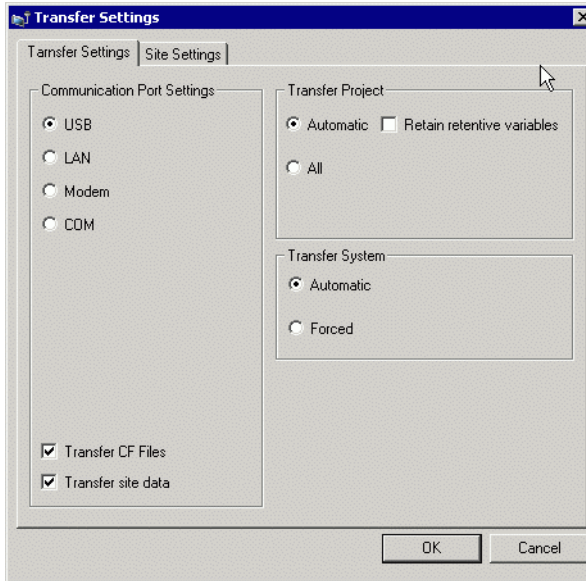 Transfer Settings
Tarnsfer Settings Site Settings
Communication Port Settings
USB
LAN
Modem
COM
Transfer CF Files
Transfer site data
Transfer Project
Automatic Retain retentive variables
All
Transfer System
Automatic
Forced
OK Cancel